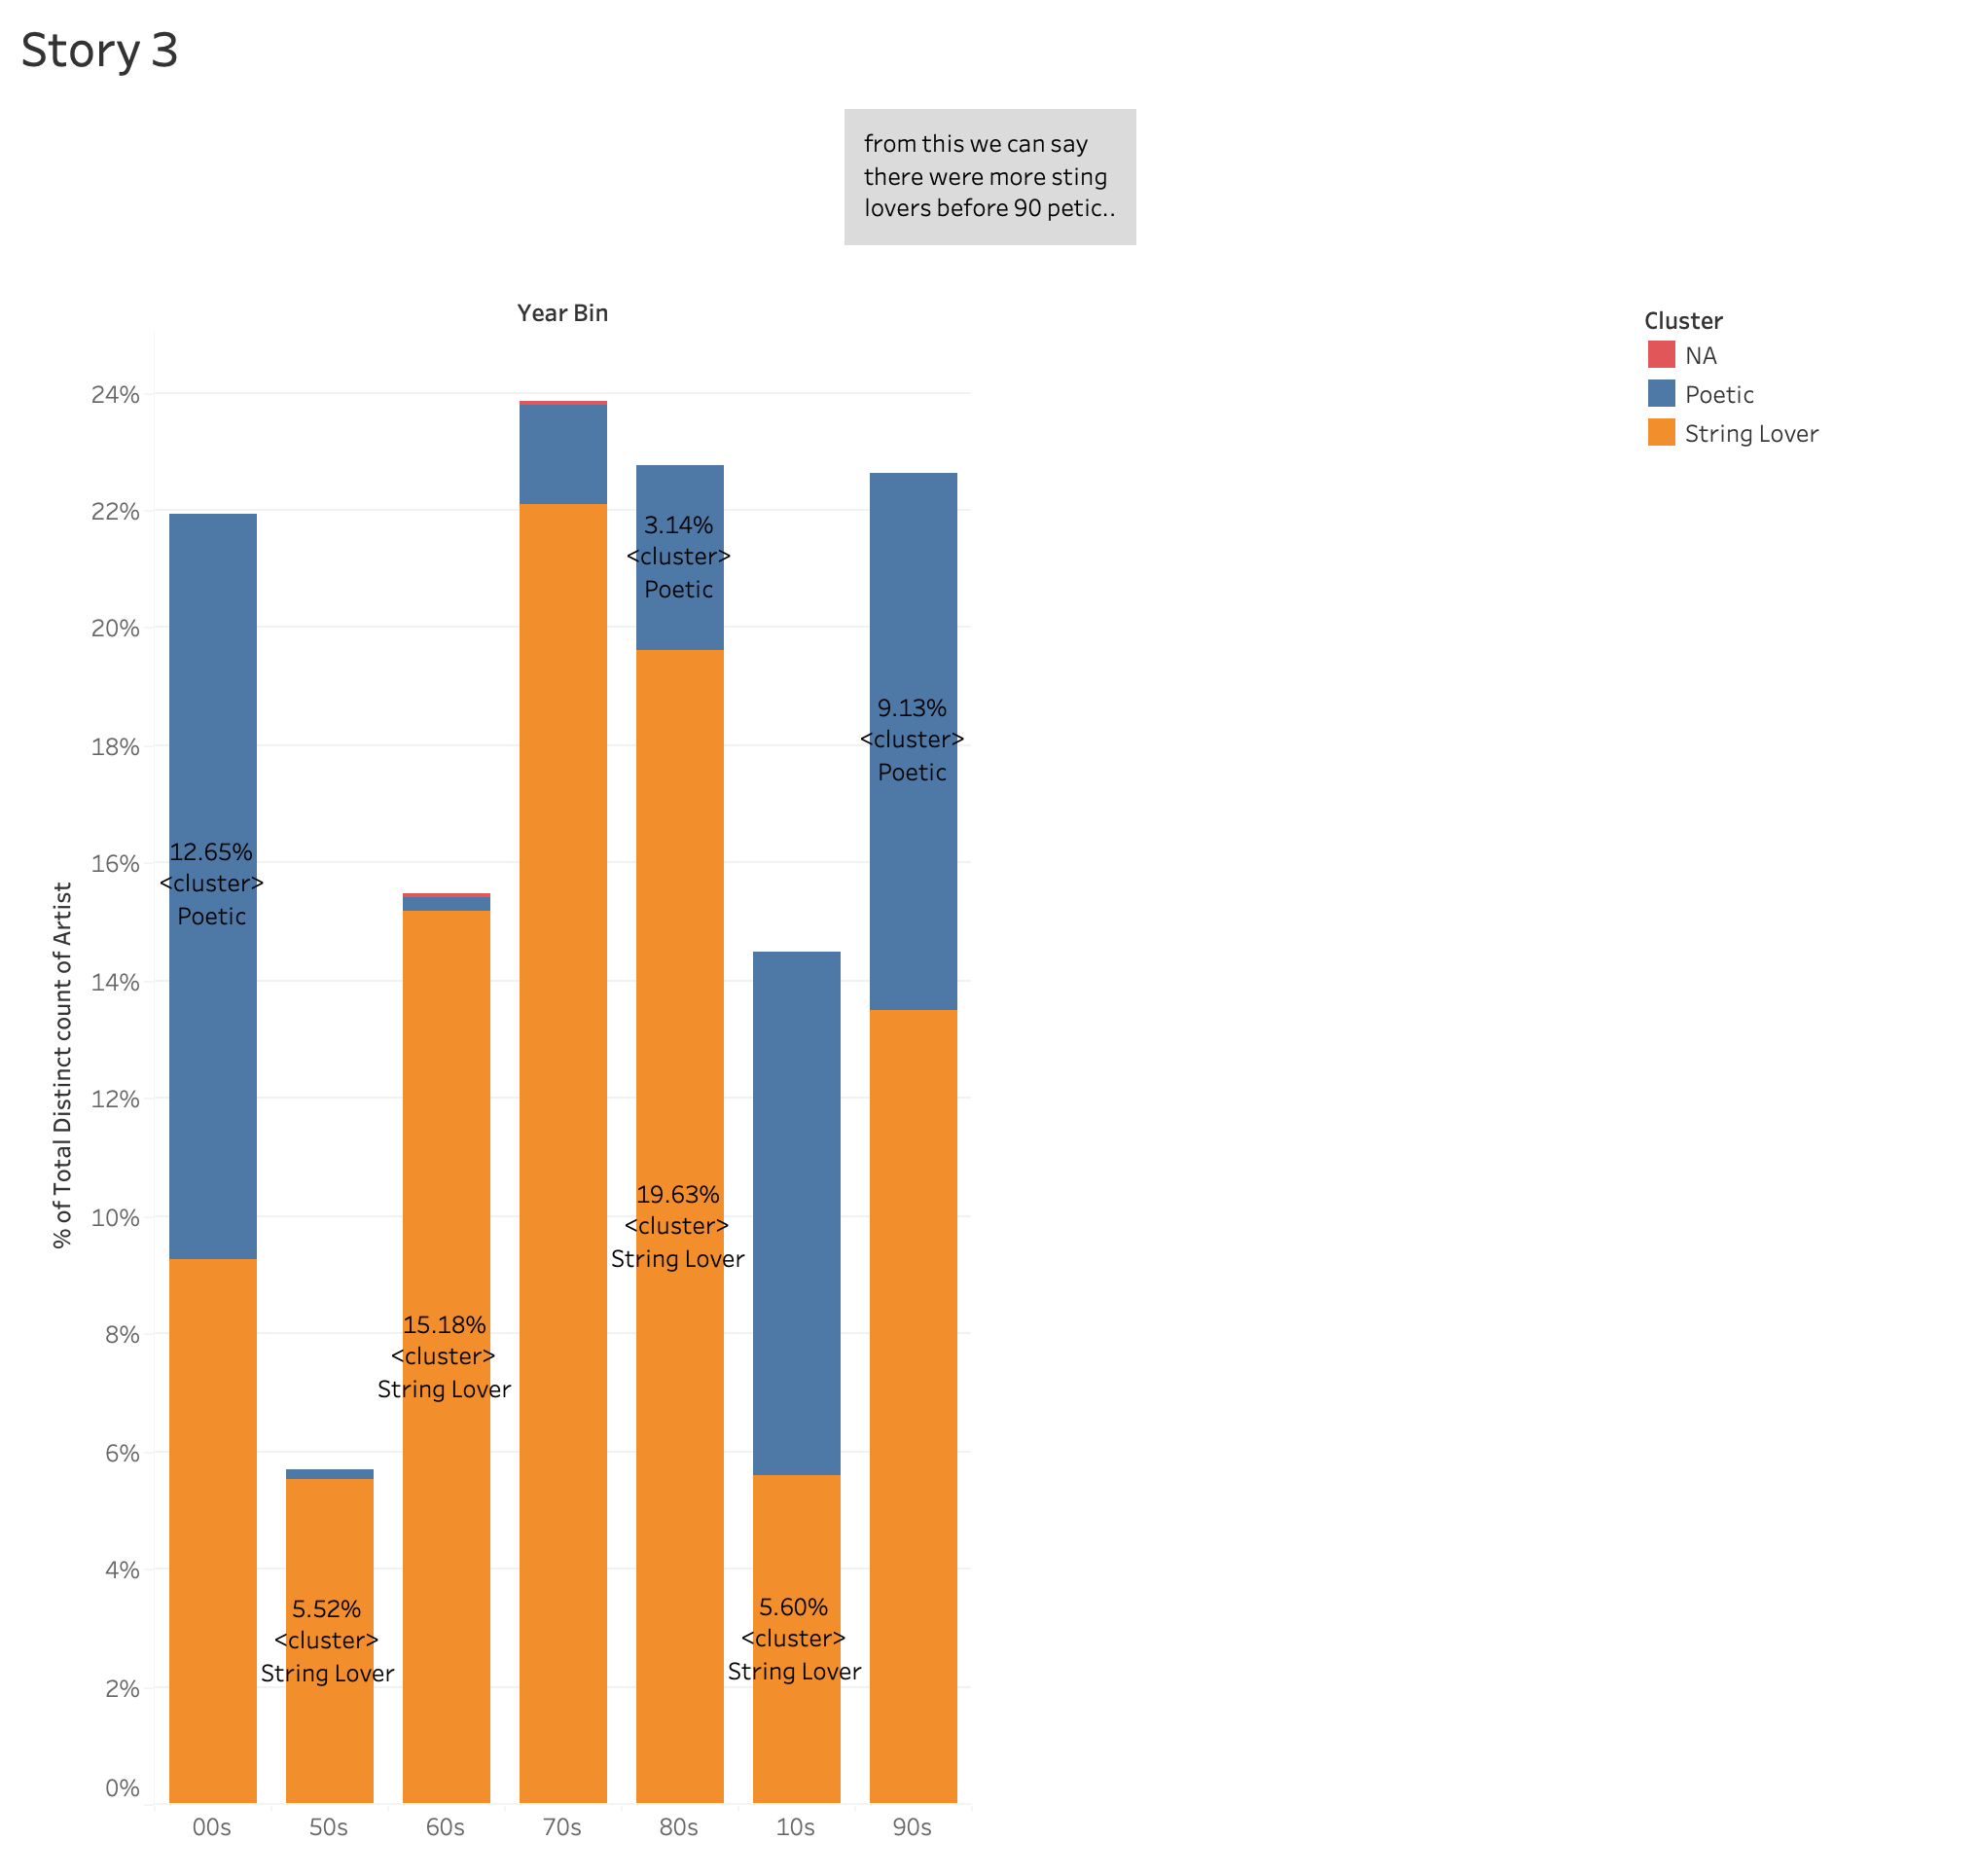 Story 3
from this we can say
there were more sting
lovers before 90 petic..
Year Bin
Cluster
NA
Poetic
String Lover
% of Total Distinct count of Artist
24%
22%
20%
18%
16%
14%
12%
10%
8%
6%
4%
2%
0%
12.65%
<cluster>
Poetic
5.52%
<cluster>
String Lover
15.18%
<cluster>
String Lover
3.14%
<cluster>
Poetic
19.63%
<cluster>
String Lover
5.60%
<cluster>
String Lover
9.13%
<cluster>
Poetic
00s
50s
60s
70s
80s
10s
90s